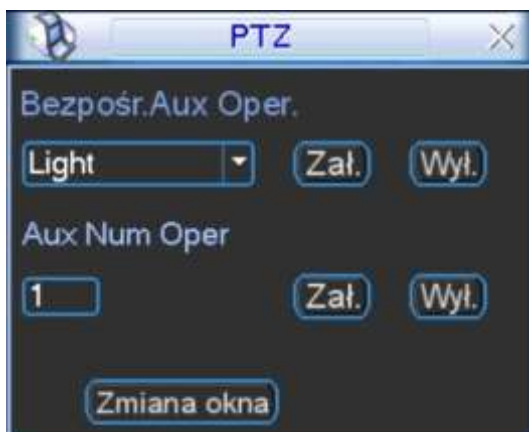 PTZ
Bezpośr.Aux Oper.
Light Zał. Wył.
Aux Num Oper
1 Zał. Wył.
Zmiana okna